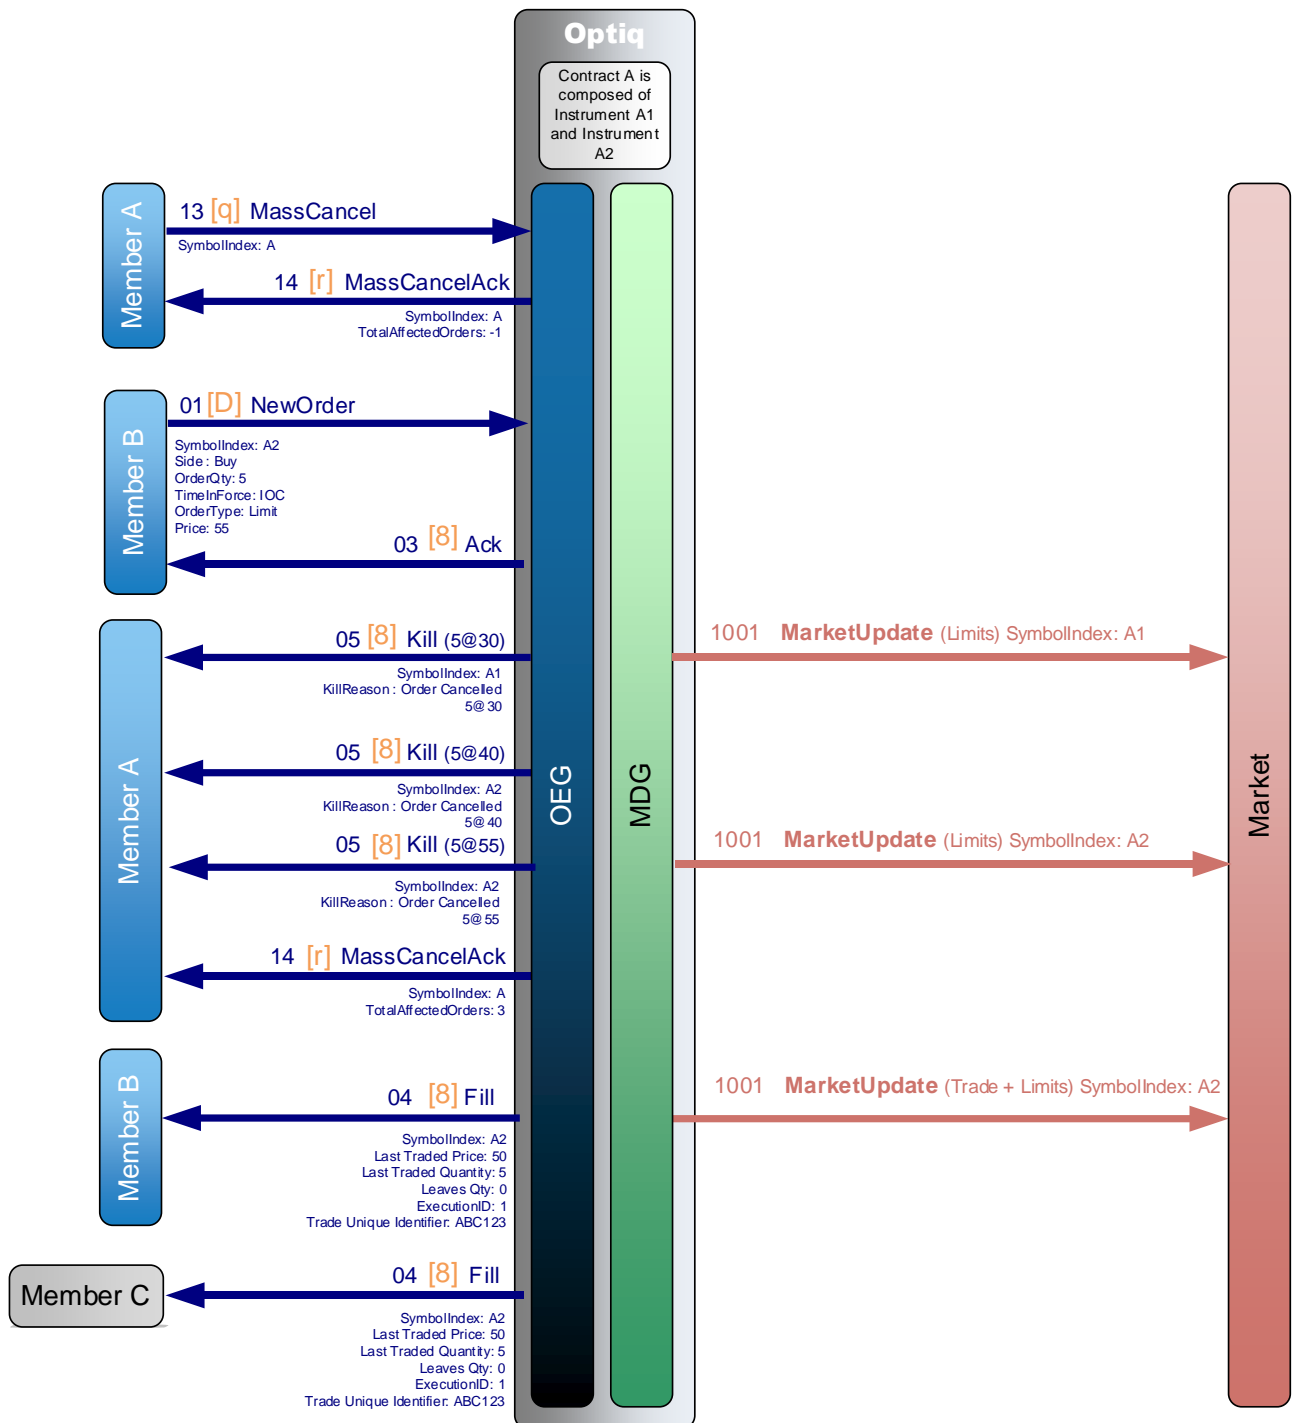 Optiq
Contract A is
composed of
Instrument A1
and Instrument
A2
Member A
13 [q] MassCancel
SymbolIndex: A
14 [r] MassCancelAck
SymbolIndex: A
TotalAffectedOrders: -1
Member B
01 [D] NewOrder
SymbolIndex: A2
Side : Buy
OrderQty: 5
TimeInForce: IOC
OrderType: Limit
Price: 55
03 [8] Ack
Member A
05 [8] Kill (5@30)
SymbolIndex: A1
KillReason : Order Cancelled
5@30
1001 MarketUpdate (Limits) SymbolIndex: A1
05 [8] Kill (5@40)
SymbolIndex: A2
KillReason : Order Cancelled
5@40
OEG
MDG
Market
05 [8] Kill (5@55)
SymbolIndex: A2
KillReason : Order Cancelled
5@55
1001 MarketUpdate (Limits) SymbolIndex: A2
14 [r] MassCancelAck
SymbolIndex: A
TotalAffectedOrders: 3
Member B
04 [8] Fill
SymbolIndex: A2
Last Traded Price: 50
Last Traded Quantity: 5
Leaves Qty: 0
ExecutionID: 1
Trade Unique Identifier: ABC123
1001 MarketUpdate (Trade + Limits) SymbolIndex: A2
Member C
04 [8] Fill
SymbolIndex: A2
Last Traded Price: 50
Last Traded Quantity: 5
Leaves Qty: 0
ExecutionID: 1
Trade Unique Identifier: ABC123